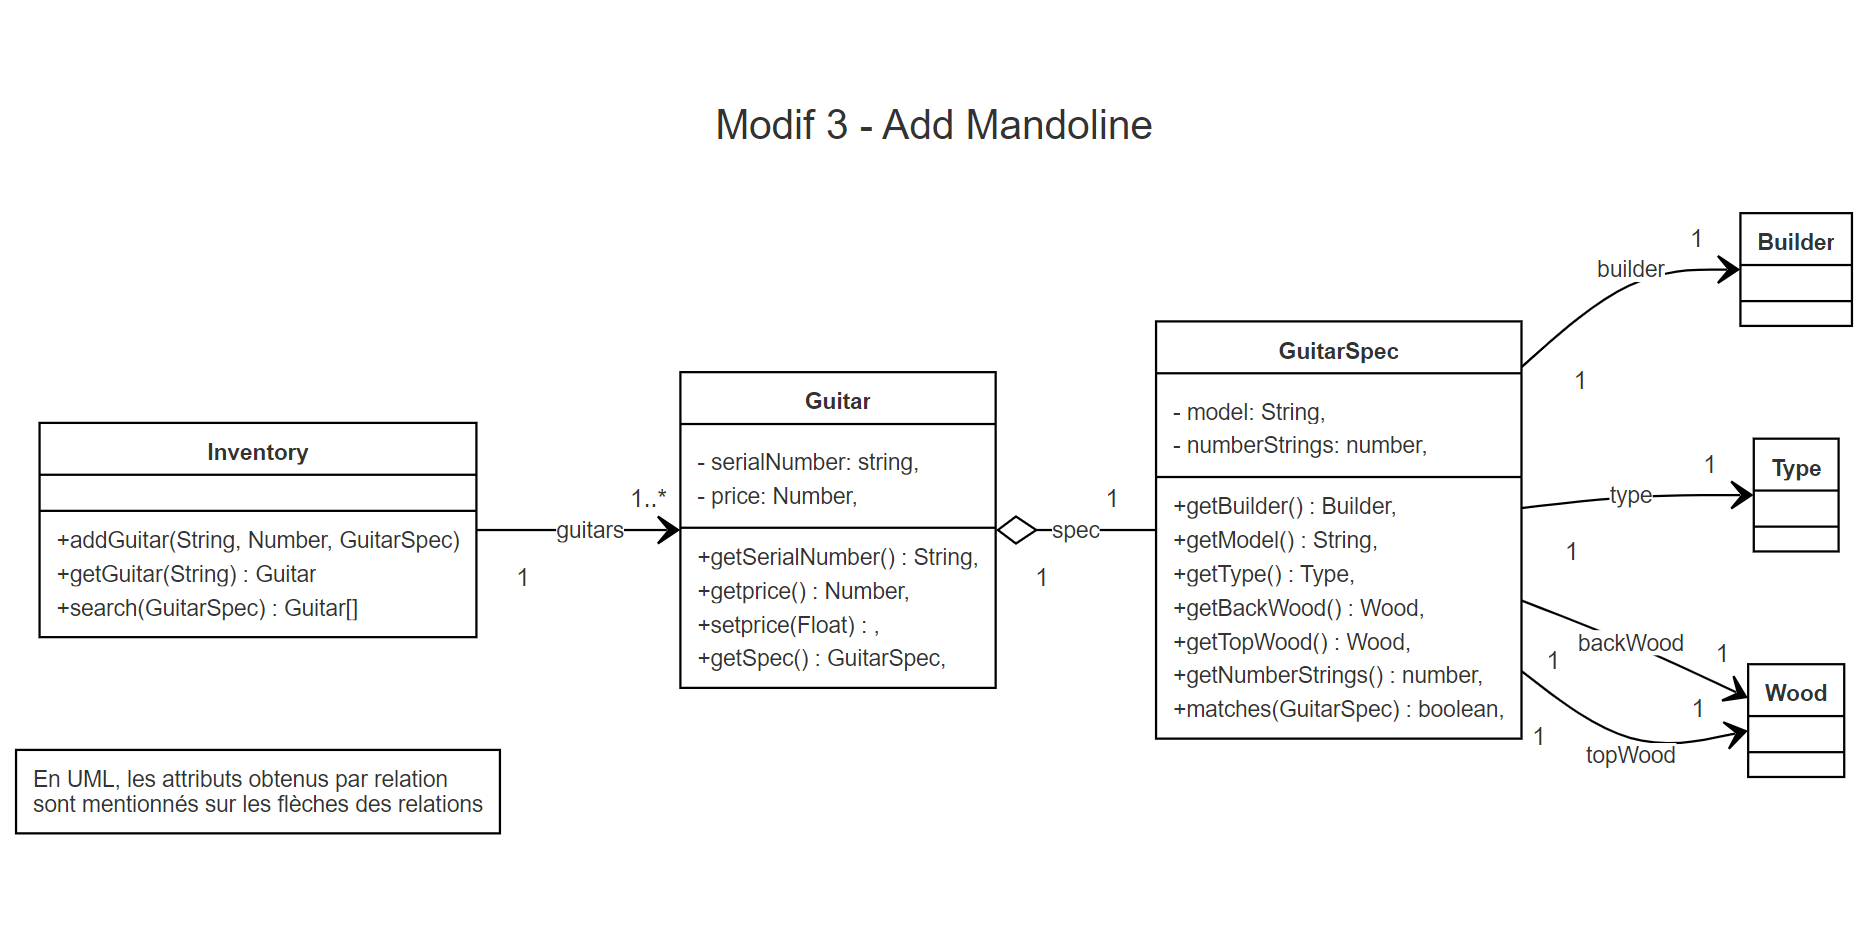 Modif 3 - Add Mandoline
Inventory
+addGuitar(String, Number, GuitarSpec)
+getGuitar(String) : Guitar
+search(GuitarSpec) : Guitar[]
1
guitars
1..*
Guitar
- serialNumber: string,
- price: Number,
+getSerialNumber() : String,
+getprice() : Number,
+setprice(Float) : ,
+getSpec() : GuitarSpec,
1
spec
1
GuitarSpec
- model: String,
- numberStrings: number,
+getBuilder() : Builder,
+getModel() : String,
+getType() : Type,
+getBackWood() : Wood,
+getTopWood() : Wood,
+getNumberStrings() : number,
+matches(GuitarSpec) : boolean,
1
builder
1
Builder
1
type
1
Type
1
backWood
1
1
topWood
1
Wood
En UML, les attributs obtenus par relation
sont mentionnés sur les flèches des relations